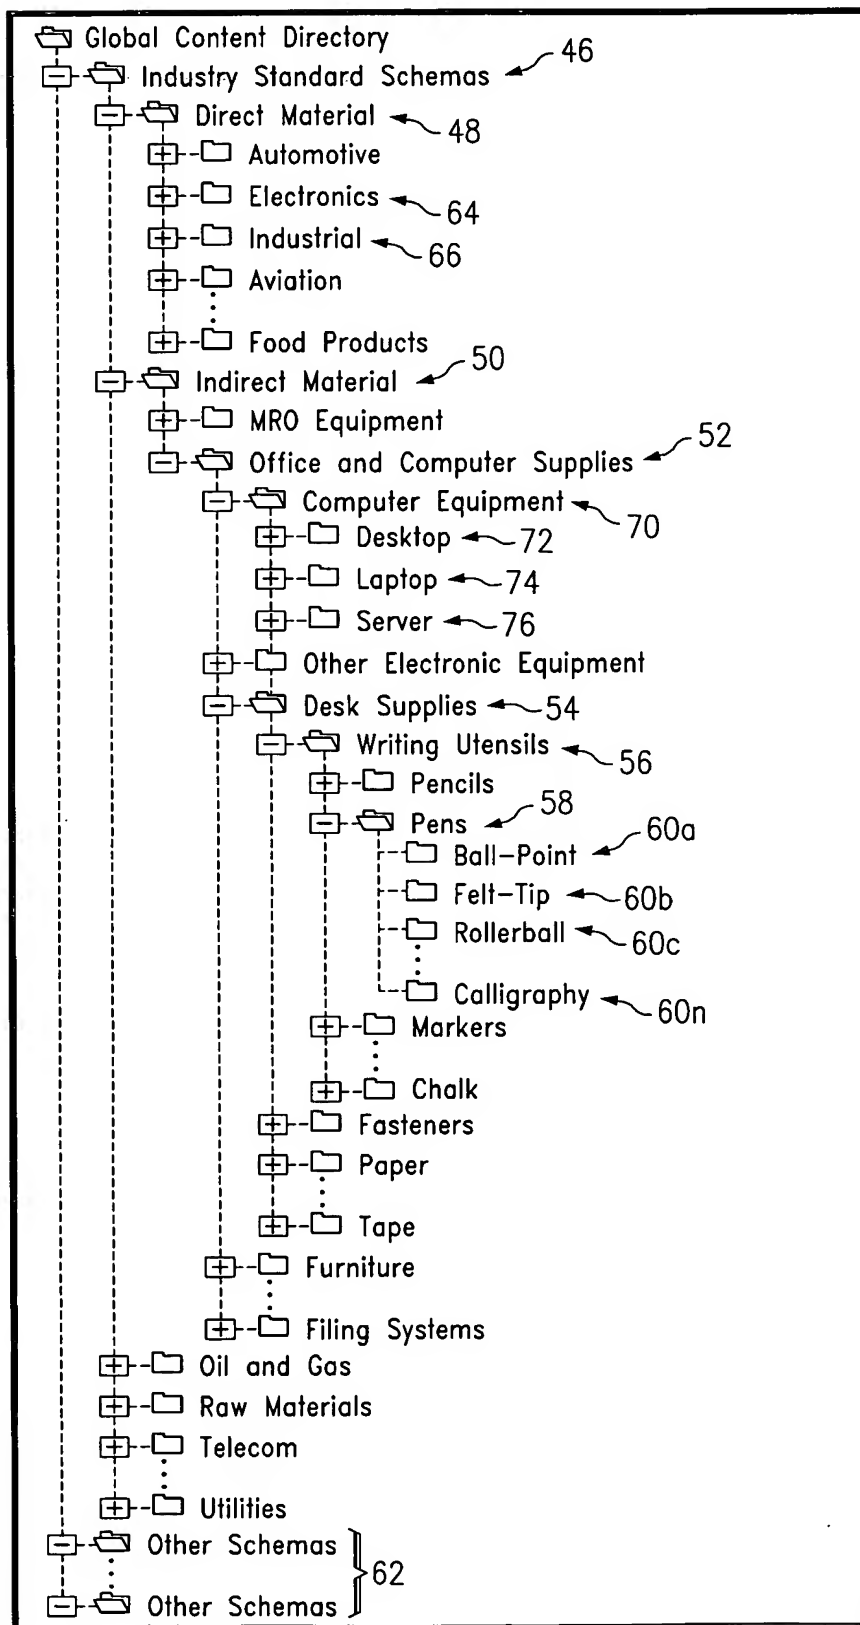 Global Content Directory
Industry Standard Schemas 46
Direct Material 48
Automotive
Electronics 64
Industrial 66
Aviation
Food Products
Indirect Material 50
MRO Equipment
Office and Computer Supplies 52
Computer Equipment 70
Desktop 72
Laptop 74
Server 76
Other Electronic Equipment
Desk Supplies 54
Writing Utensils 56
Pencils
Pens 58
Ball-Point 60a
Felt-Tip 60b
Rollerball 60c
Calligraphy 60n
Markers
Chalk
Fasteners
Paper
Tape
Furniture
Filing Systems
Oil and Gas
Raw Materials
Telecom
Utilities
Other Schemas
62
Other Schemas